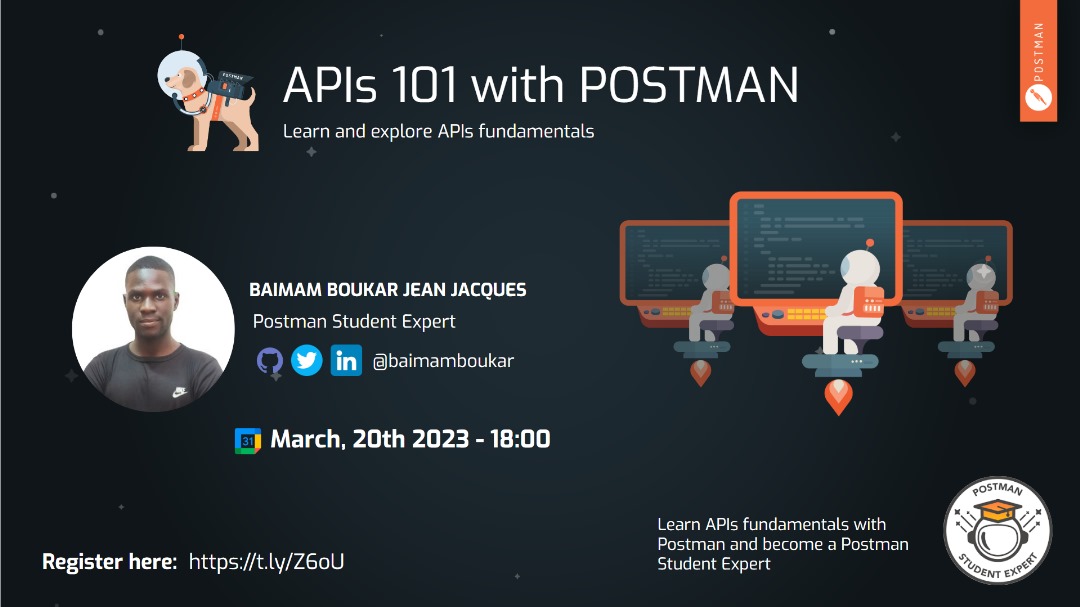 POSTMAN
POSTMAN
APIs 101 with POSTMAN
Learn and explore APIs fundamentals
BAIMAM BOUKAR JEAN JACQUES
Postman Student Expert
in @baimamboukar
31 March, 20th 2023 - 18:00
Register here: https://t.ly/Z6oU
Learn APIs fundamentals with
Postman and become a Postman
Student Expert
POSTMAN
STUDENT EXPERT